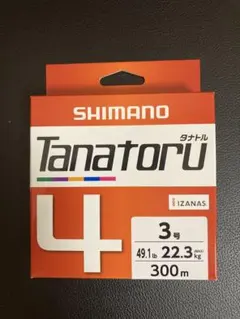 SHIMANO
タナトル
Tanatoru
4
IZANAS
3号
49.1lb 22.3kg
300m